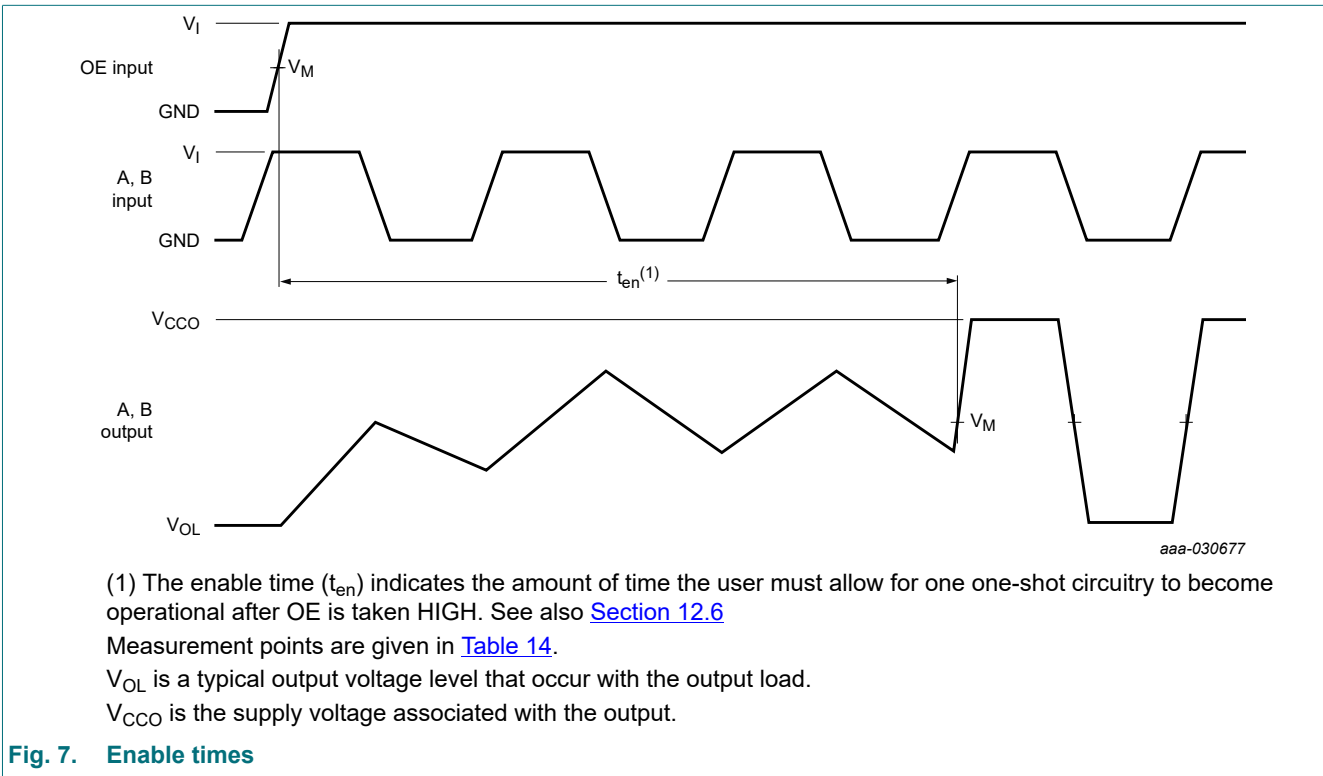 VI
OE input
VM
GND
VI
A, B
input
GND
ten(1)
VCCO
A, B
output
VM
VOL
aaa-030677
(1) The enable time (ten) indicates the amount of time the user must allow for one one-shot circuitry to become
operational after OE is taken HIGH. See also Section 12.6
Measurement points are given in Table 14.
VOL is a typical output voltage level that occur with the output load.
VCCO is the supply voltage associated with the output.
Fig. 7. Enable times